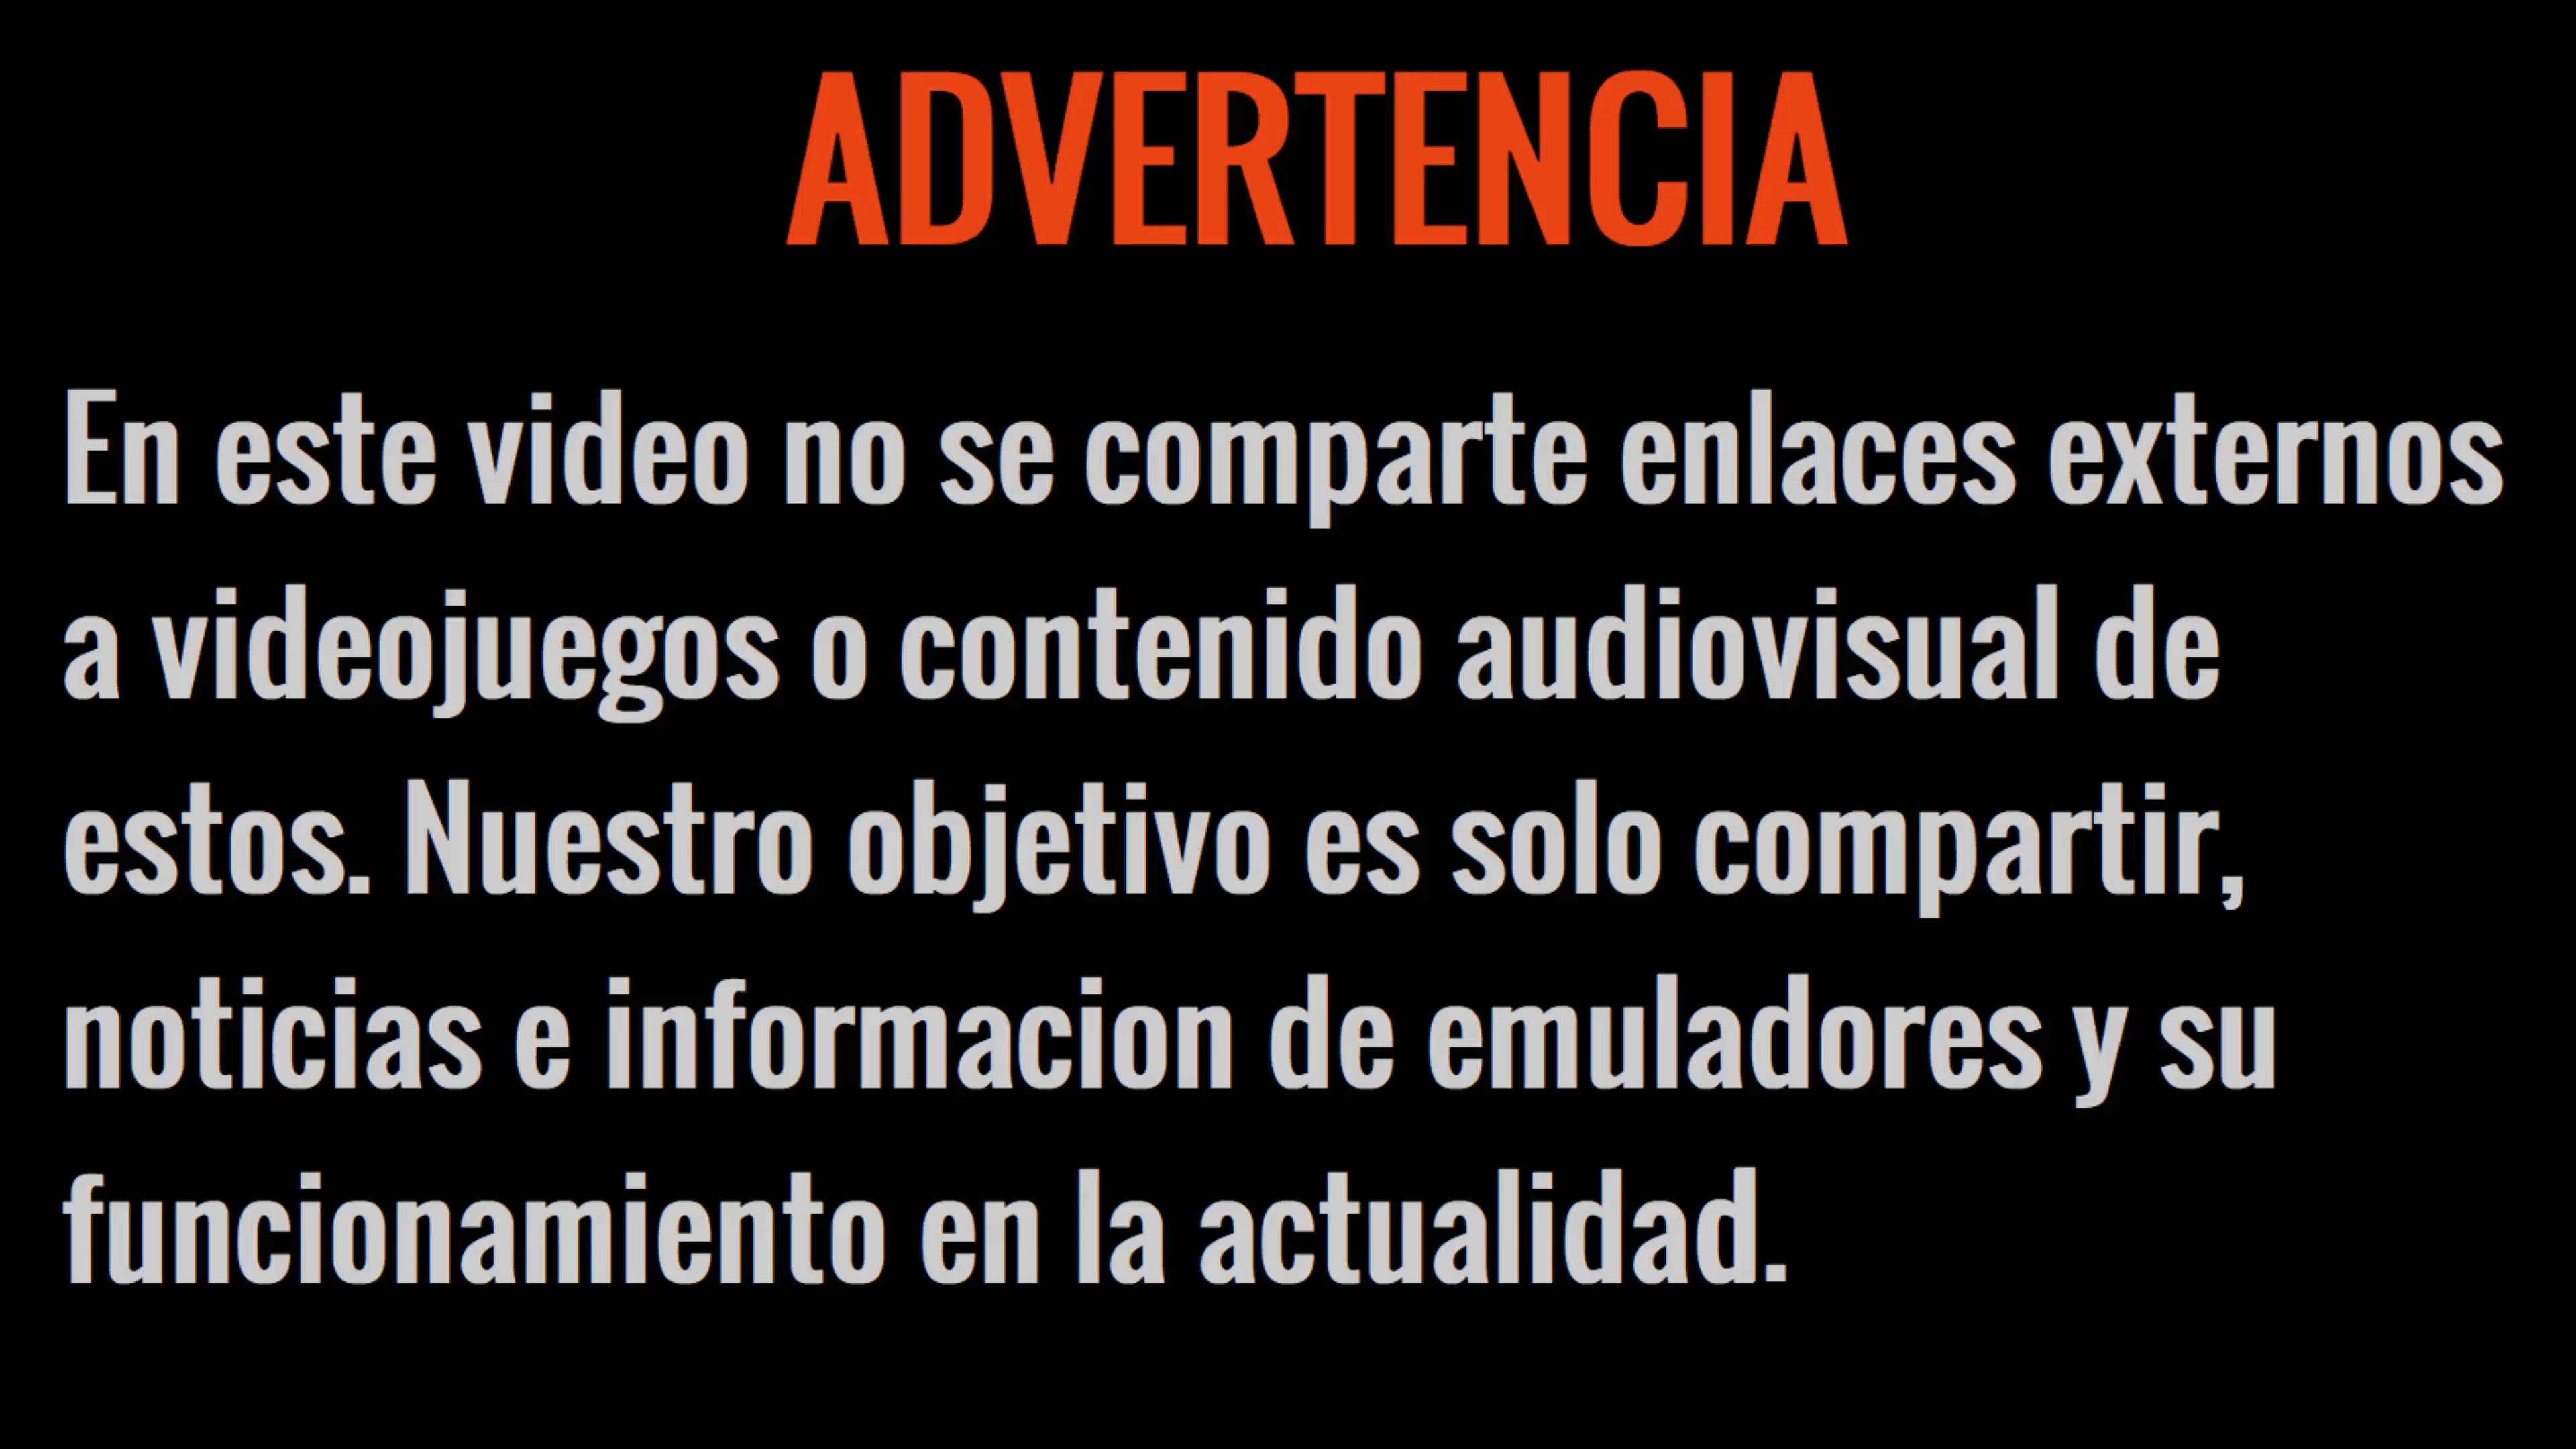 ADVERTENCIA
En este video no se comparte enlaces externos
a videojuegos o contenido audiovisual de
estos. Nuestro objetivo es solo compartir,
noticias e informacion de emuladores y su
funcionamiento en la actualidad.